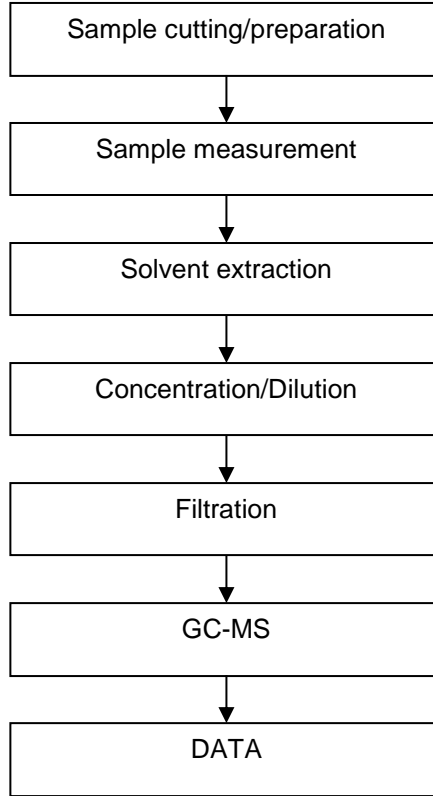 Sample cutting/preparation
Sample measurement
Solvent extraction
Concentration/Dilution
Filtration
GC-MS
DATA